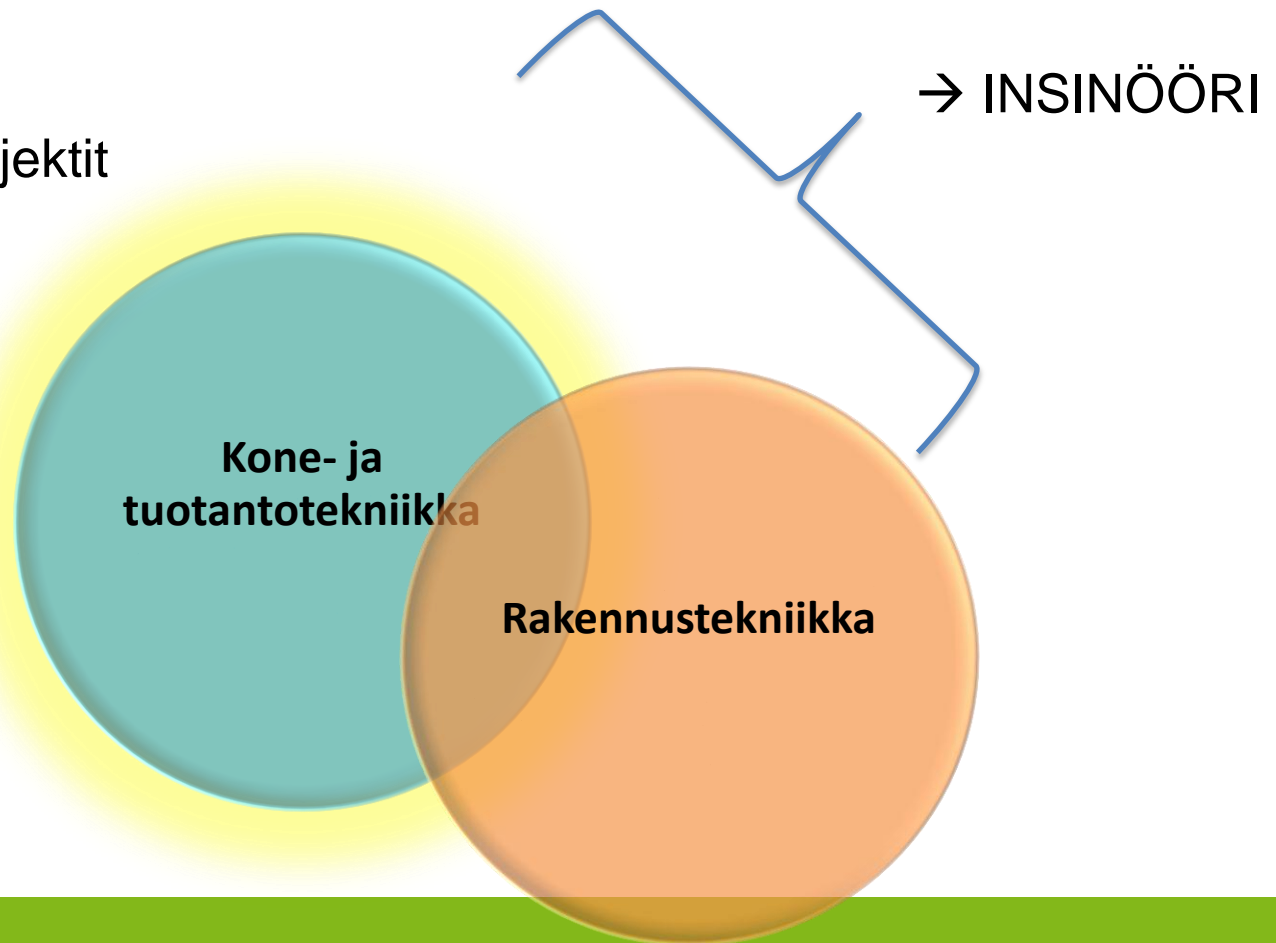 → INSINÖÖRI
jektit
Kone- ja
tuotantotekniikka
Rakennustekniikka